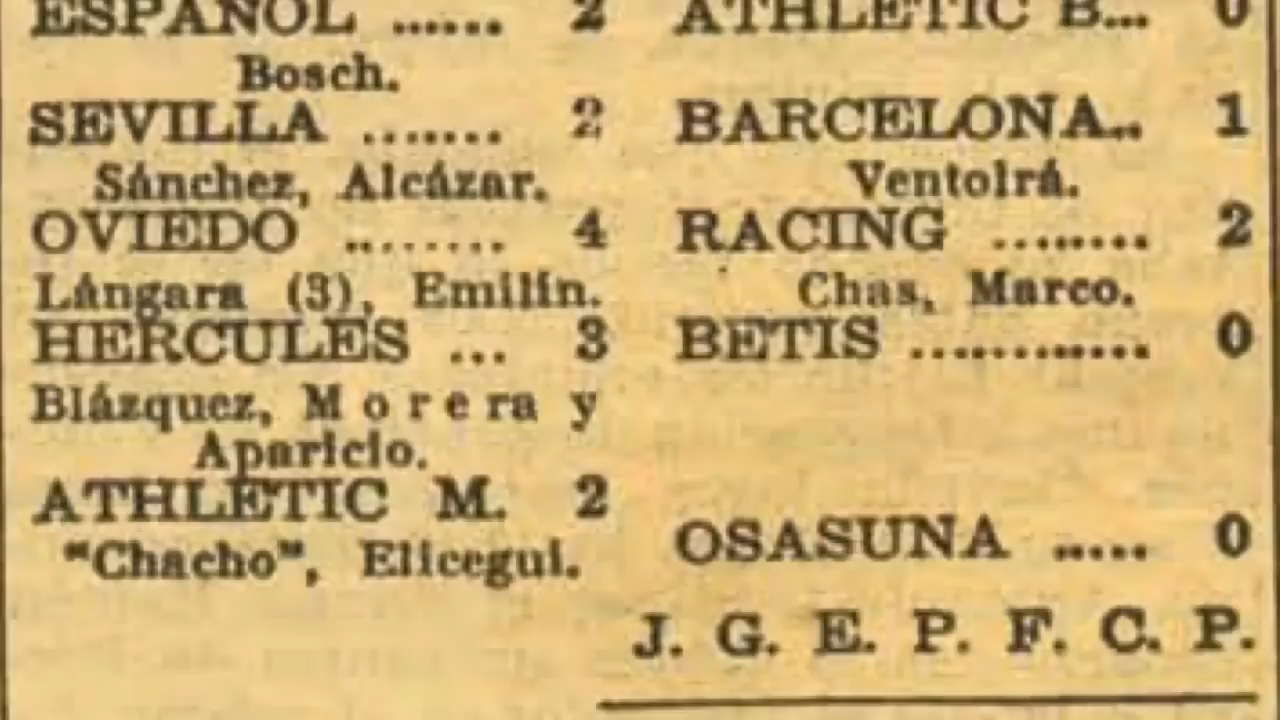 ESPAÑOL ...... 2 ATHLETIC B... 0
Bosch.
SEVILLA ....... 2 BARCELONA.. 1
Sánchez, Alcázar. Ventolrá.
OVIEDO ........ 4 RACING ........ 2
Lángara (3), Emilín. Chas, Marco.
HERCULES ... 3 BETIS ............ 0
Blázquez, Morera y
Aparicio.
ATHLETIC M. 2 OSASUNA ..... 0
"Chacho", Elicegui.
J. G. E. P. F. C. P.